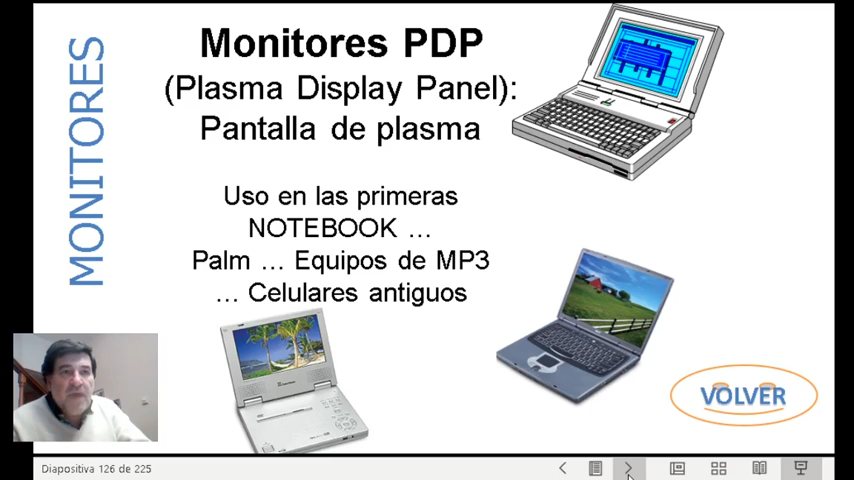 MONITORES
Monitores PDP
(Plasma Display Panel):
Pantalla de plasma
Uso en las primeras
NOTEBOOK …
Palm … Equipos de MP3
… Celulares antiguos
VOLVER
Diapositiva 126 de 225